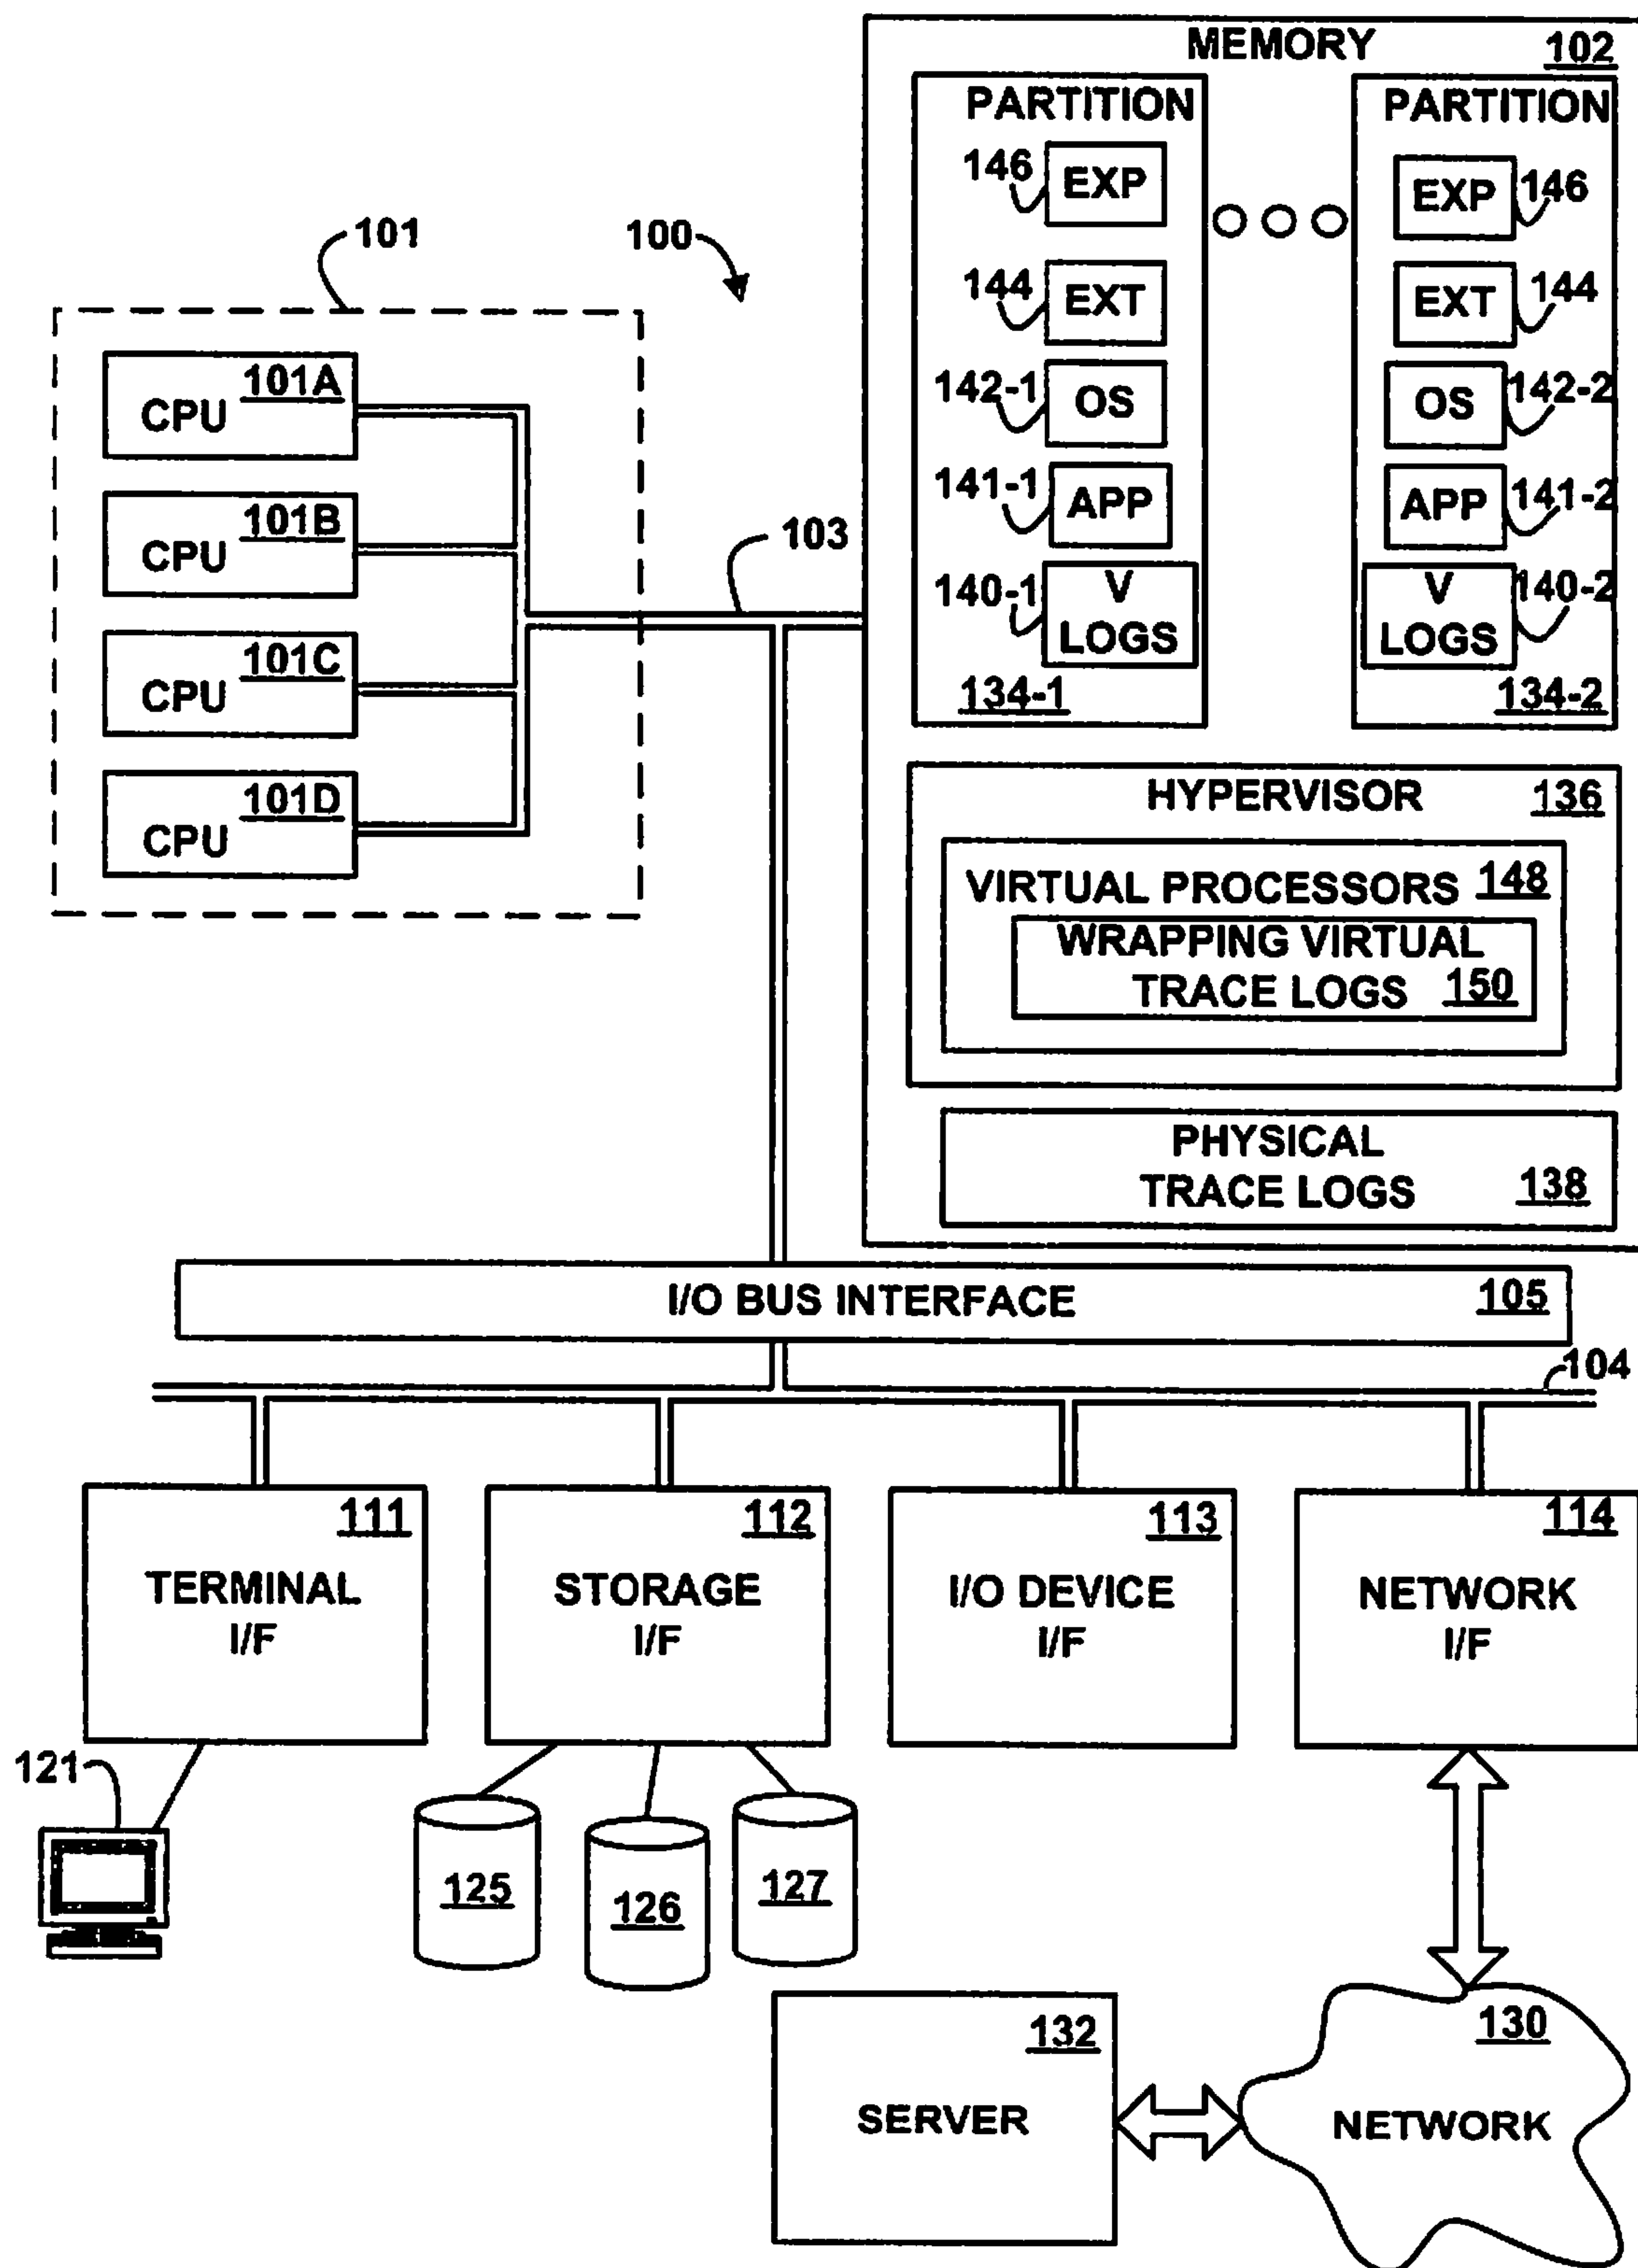 MEMORY 102
PARTITION
146 EXP
144 EXT
142-1 OS
141-1 APP
140-1 V
LOGS
134-1
PARTITION
EXP 146
EXT 144
OS 142-2
APP 141-2
V 140-2
LOGS
134-2
101
100
101A
CPU
101B
CPU
101C
CPU
101D
CPU
103
HYPERVISOR 136
VIRTUAL PROCESSORS 148
WRAPPING VIRTUAL
TRACE LOGS 150
PHYSICAL
TRACE LOGS 138
I/O BUS INTERFACE 105
104
111
TERMINAL
I/F
112
STORAGE
I/F
113
I/O DEVICE
I/F
114
NETWORK
I/F
121
125
126
127
132
SERVER
130
NETWORK